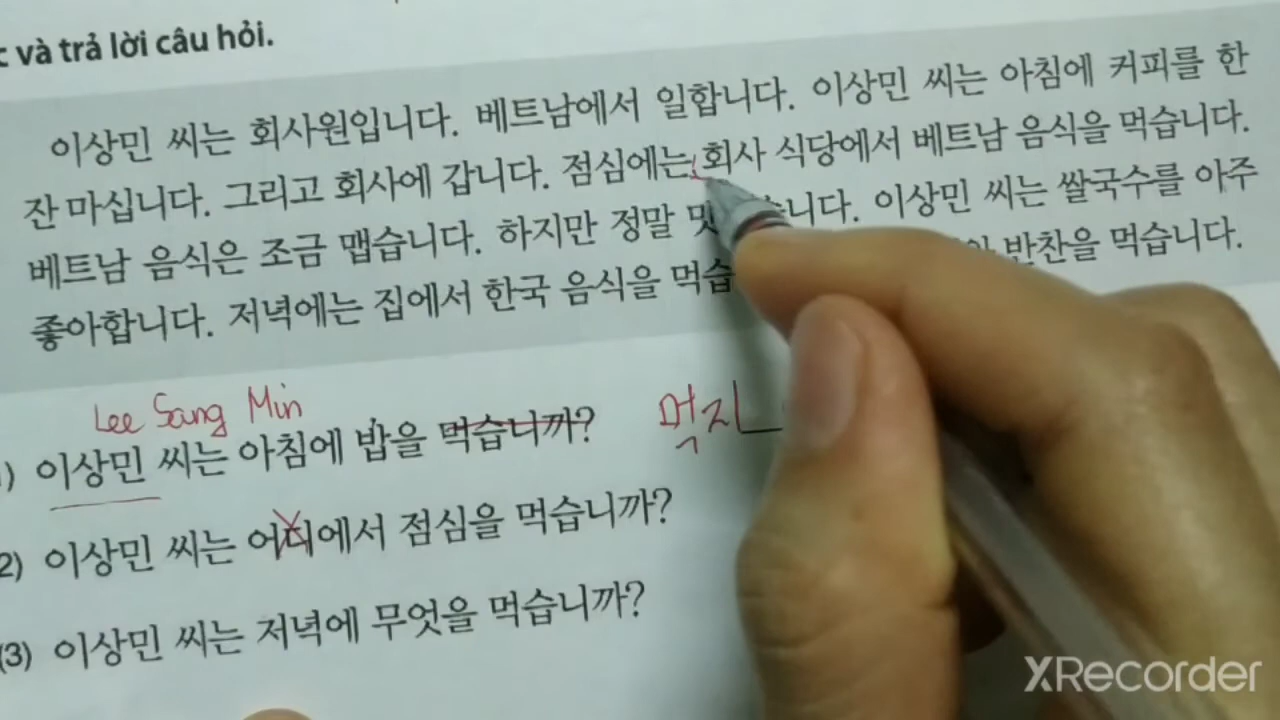 và trả lời câu hỏi.
이상민 씨는 회사원입니다. 베트남에서 일합니다. 이상민 씨는 아침에 커피를 한
잔 마십니다. 그리고 회사에 갑니다. 점심에는 회사 식당에서 베트남 음식을 먹습니다.
베트남 음식은 조금 맵습니다. 하지만 정말 이상민 씨는 쌀국수를 아주
좋아합니다. 저녁에는 집에서 한국 음식을 반찬을 먹습니다.
Lee Sang Min
1) 이상민 씨는 아침에 밥을 먹습니까? 먹지
2) 이상민 씨는 어디에서 점심을 먹습니까?
(3) 이상민 씨는 저녁에 무엇을 먹습니까?
XRecorder